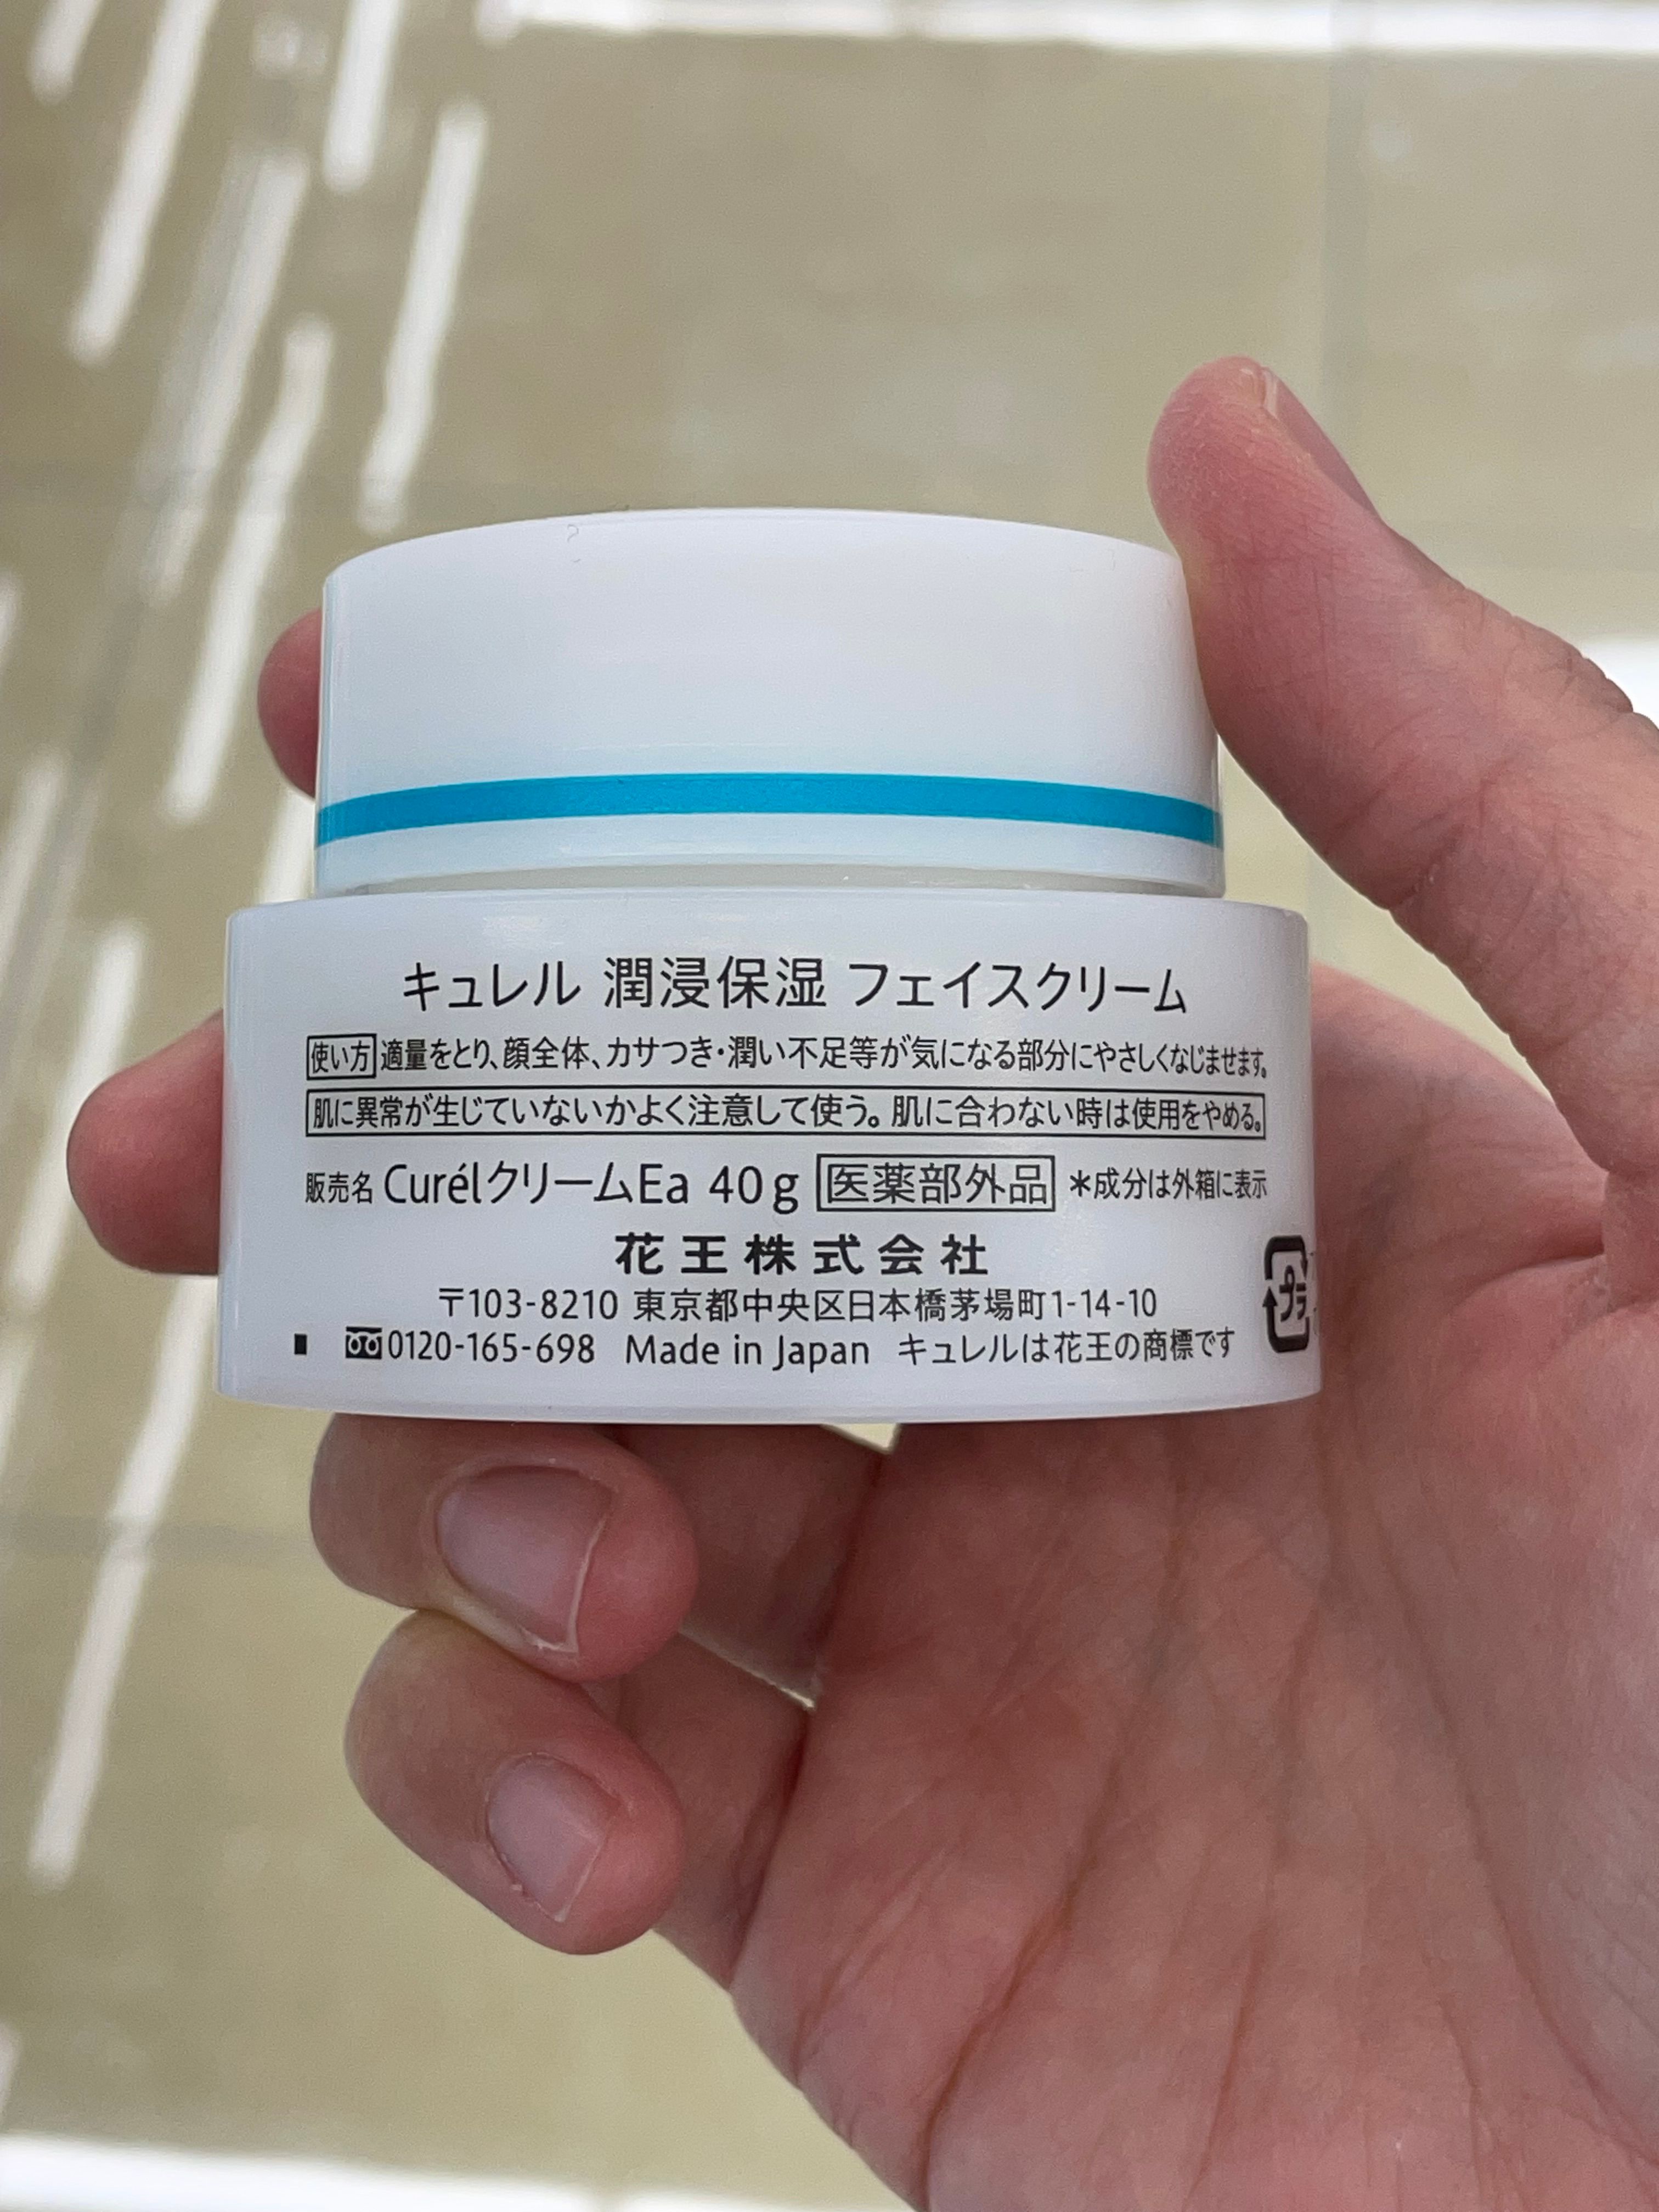 キュレル 潤浸保湿 フェイスクリーム
使い方 適量をとり、顔全体、カサつき・潤い不足等が気になる部分にやさしくなじませます。
肌に異常が生じていないかよく注意して使う。肌に合わない時は使用をやめる。
販売名 CurélクリームEa 40g 医薬部外品 *成分は外箱に表示
花王株式会社
〒103-8210 東京都中央区日本橋茅場町1-14-10
0120-165-698 Made in Japan キュレルは花王の商標です
プラ